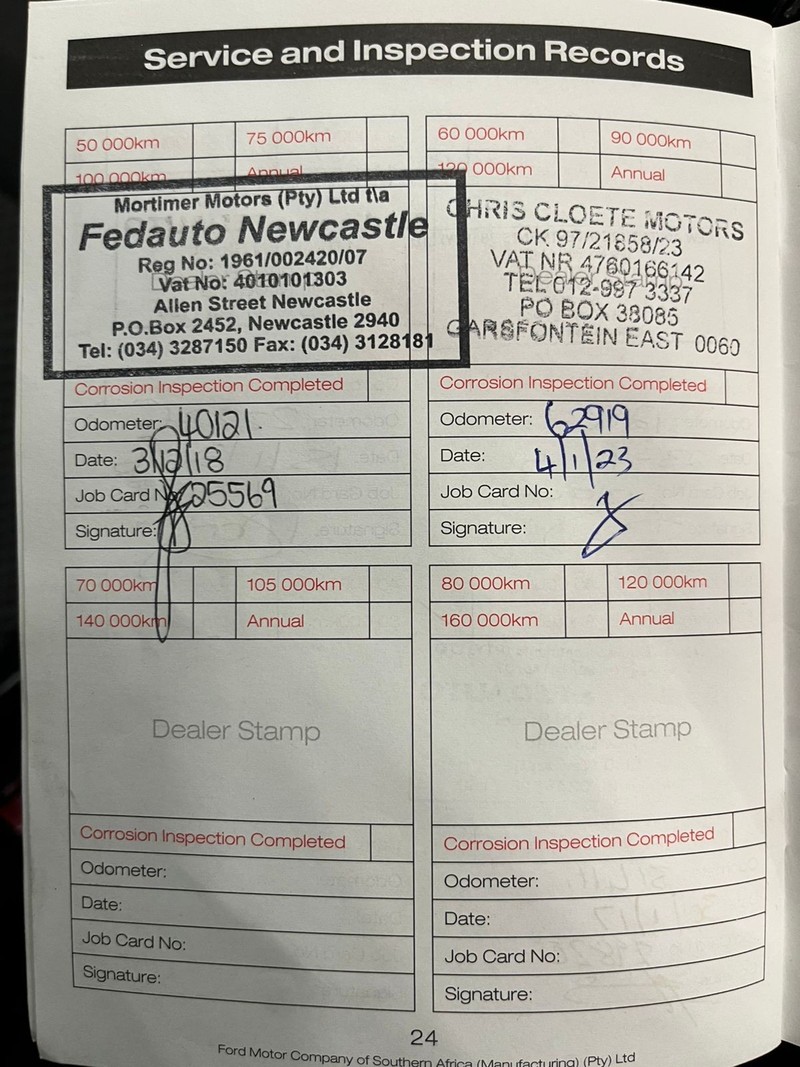 Service and Inspection Records
50 000km
75 000km
100 000km
Annual
Mortimer Motors (Pty) Ltd t\a
Fedauto Newcastle
Reg No: 1961/002420/07
Vat No: 4010101303
Allen Street Newcastle
P.O.Box 2452, Newcastle 2940
Tel: (034) 3287150 Fax: (034) 3128181
Corrosion Inspection Completed
Odometer: 40121.
Date: 3/12/18
Job Card No: 25569
Signature:
60 000km
90 000km
120 000km
Annual
CHRIS CLOETE MOTORS
CK 97/21858/23
VAT NR 4760166142
TEL 012-997 3337
PO BOX 38085
GARSFONTEIN EAST 0060
Corrosion Inspection Completed
Odometer: 62919
Date: 4/1/23
Job Card No:
Signature:
70 000km
105 000km
140 000km
Annual
Dealer Stamp
Corrosion Inspection Completed
Odometer:
Date:
Job Card No:
Signature:
80 000km
120 000km
160 000km
Annual
Dealer Stamp
Corrosion Inspection Completed
Odometer:
Date:
Job Card No:
Signature:
24
Ford Motor Company of Southern Africa (Manufacturing) (Pty) Ltd